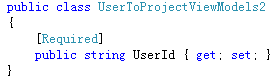 public class UserToProjectViewModels2
{
[Required]
public string UserId { get; set; }
}